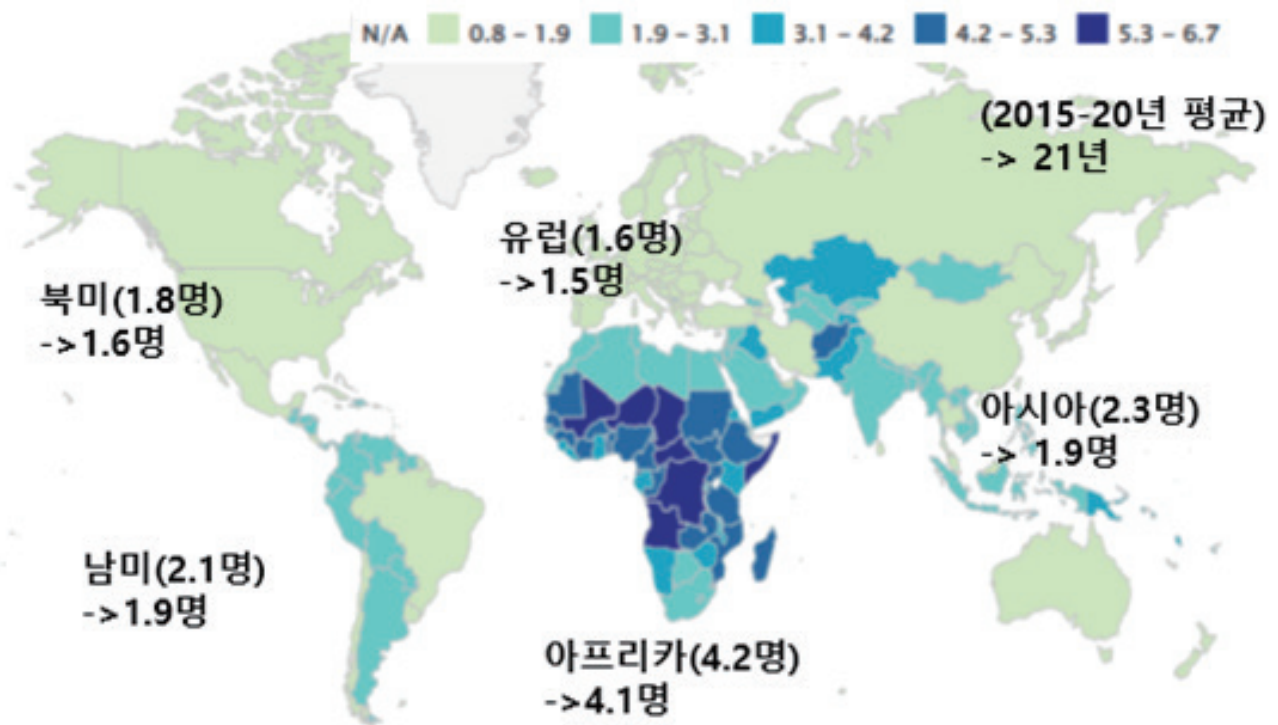 N/A 0.8 – 1.9 1.9 – 3.1 3.1 – 4.2 4.2 – 5.3 5.3 – 6.7
(2015-20년 평균)
-> 21년
유럽(1.6명)
->1.5명
북미(1.8명)
->1.6명
아시아(2.3명)
-> 1.9명
남미(2.1명)
->1.9명
아프리카(4.2명)
->4.1명